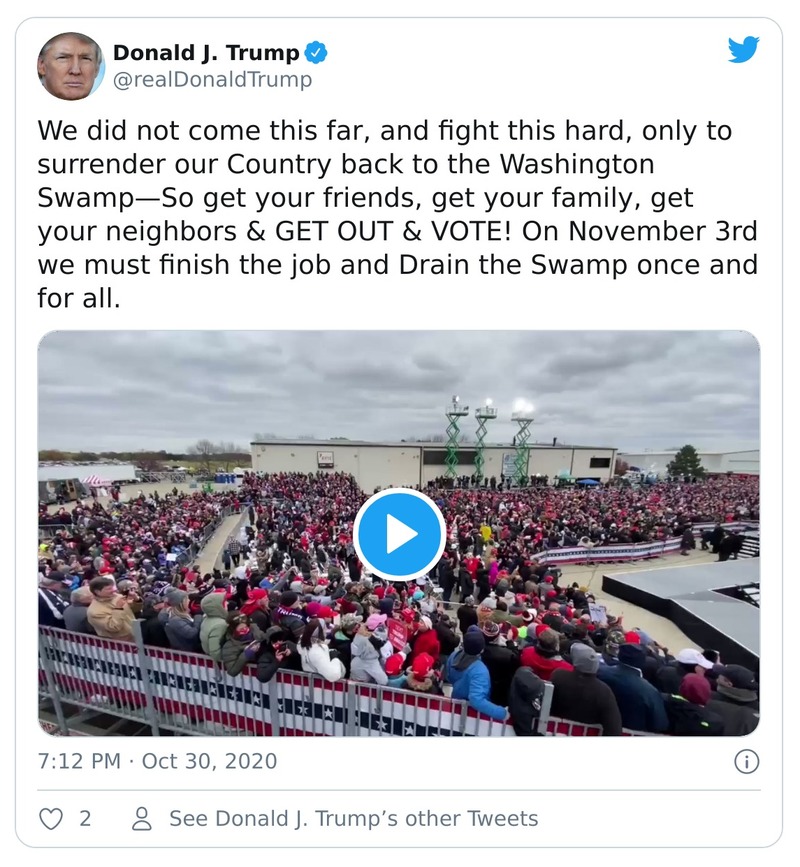 Donald J. Trump
@realDonaldTrump
We did not come this far, and fight this hard, only to
surrender our Country back to the Washington
Swamp—So get your friends, get your family, get
your neighbors & GET OUT & VOTE! On November 3rd
we must finish the job and Drain the Swamp once and
for all.
7:12 PM · Oct 30, 2020
2
See Donald J. Trump’s other Tweets